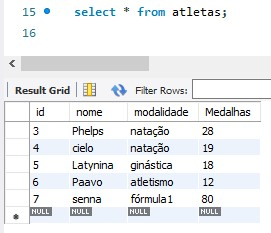 15 select * from atletas;
16
Result Grid Filter Rows:
id nome modalidade Medalhas
3 Phelps natação 28
4 cielo natação 19
5 Latynina ginástica 18
6 Paavo atletismo 12
7 senna fórmula1 80
NULL NULL NULL NULL